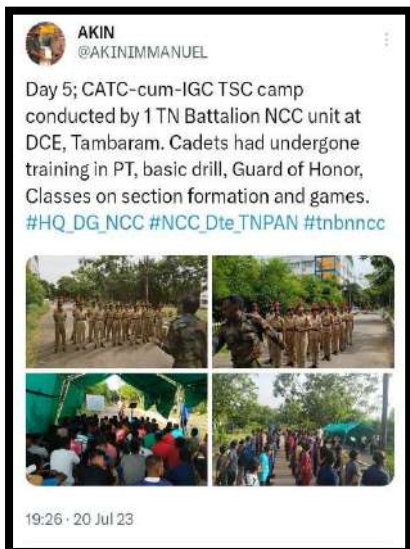 AKIN
@AKINIMMANUEL
Day 5; CATC-cum-IGC TSC camp
conducted by 1 TN Battalion NCC unit at
DCE, Tambaram. Cadets had undergone
training in PT, basic drill, Guard of Honor,
Classes on section formation and games.
#HQ_DG_NCC #NCC_Dte_TNPAN #tnbnncc
19:26 · 20 Jul 23